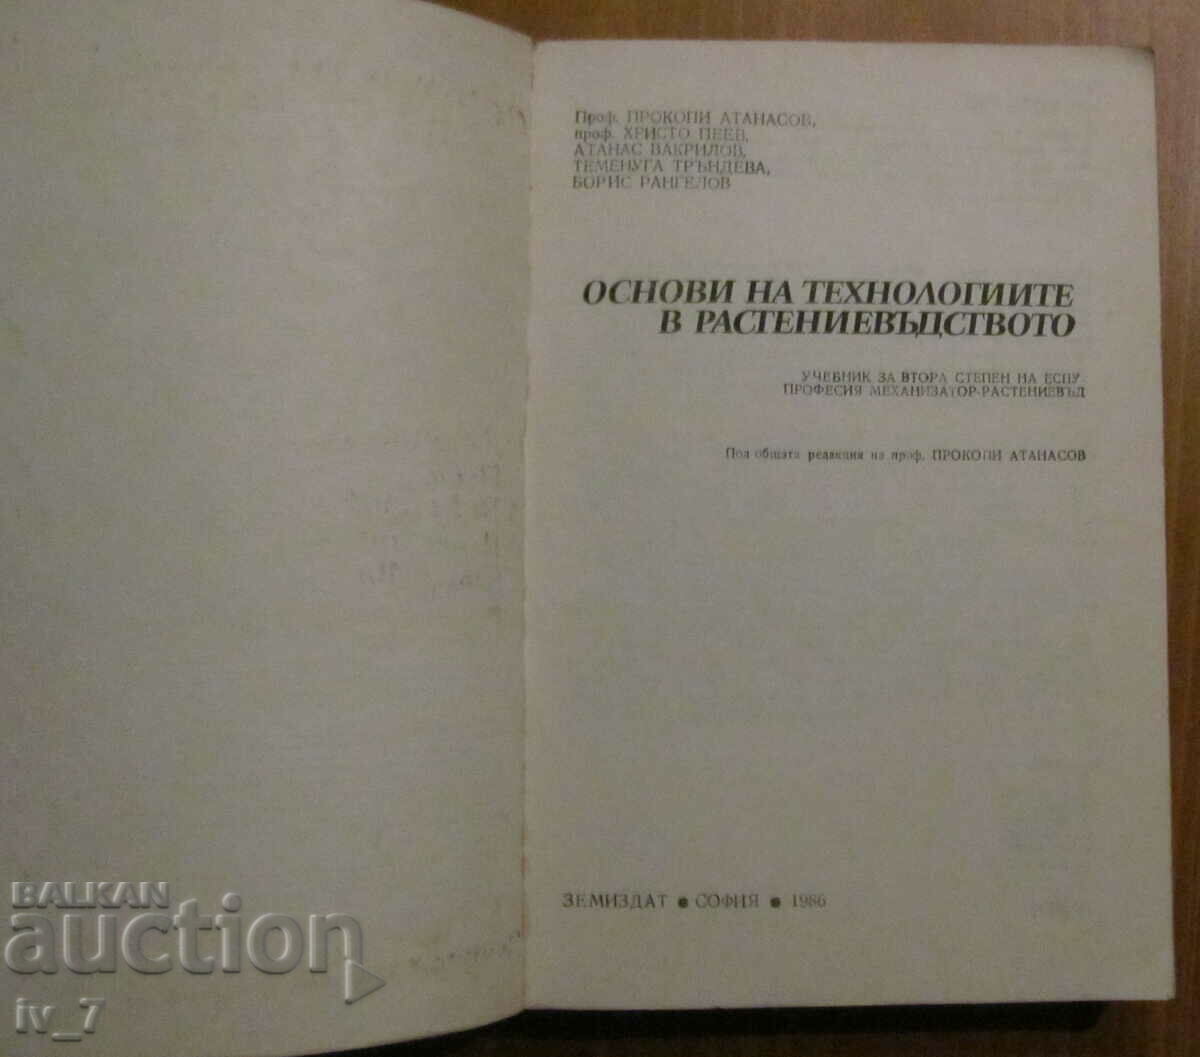 Проф. ПРОКОПИ АТАНАСОВ,
проф. ХРИСТО ПЕЕВ,
АТАНАС ВАКРИЛОВ,
ТЕМЕНУГА ТРЪНДЕВА,
БОРИС РАНГЕЛОВ
ОСНОВИ НА ТЕХНОЛОГИИТЕ
В РАСТЕНИЕВЪДСТВОТО
УЧЕБНИК ЗА ВТОРА СТЕПЕН НА ЕСПУ
ПРОФЕСИЯ МЕХАНИЗАТОР-РАСТЕНИЕВЪД
Под общата редакция на проф. ПРОКОПИ АТАНАСОВ
ЗЕМИЗДАТ ● СОФИЯ ● 1986
BALKAN
auction
iv_7